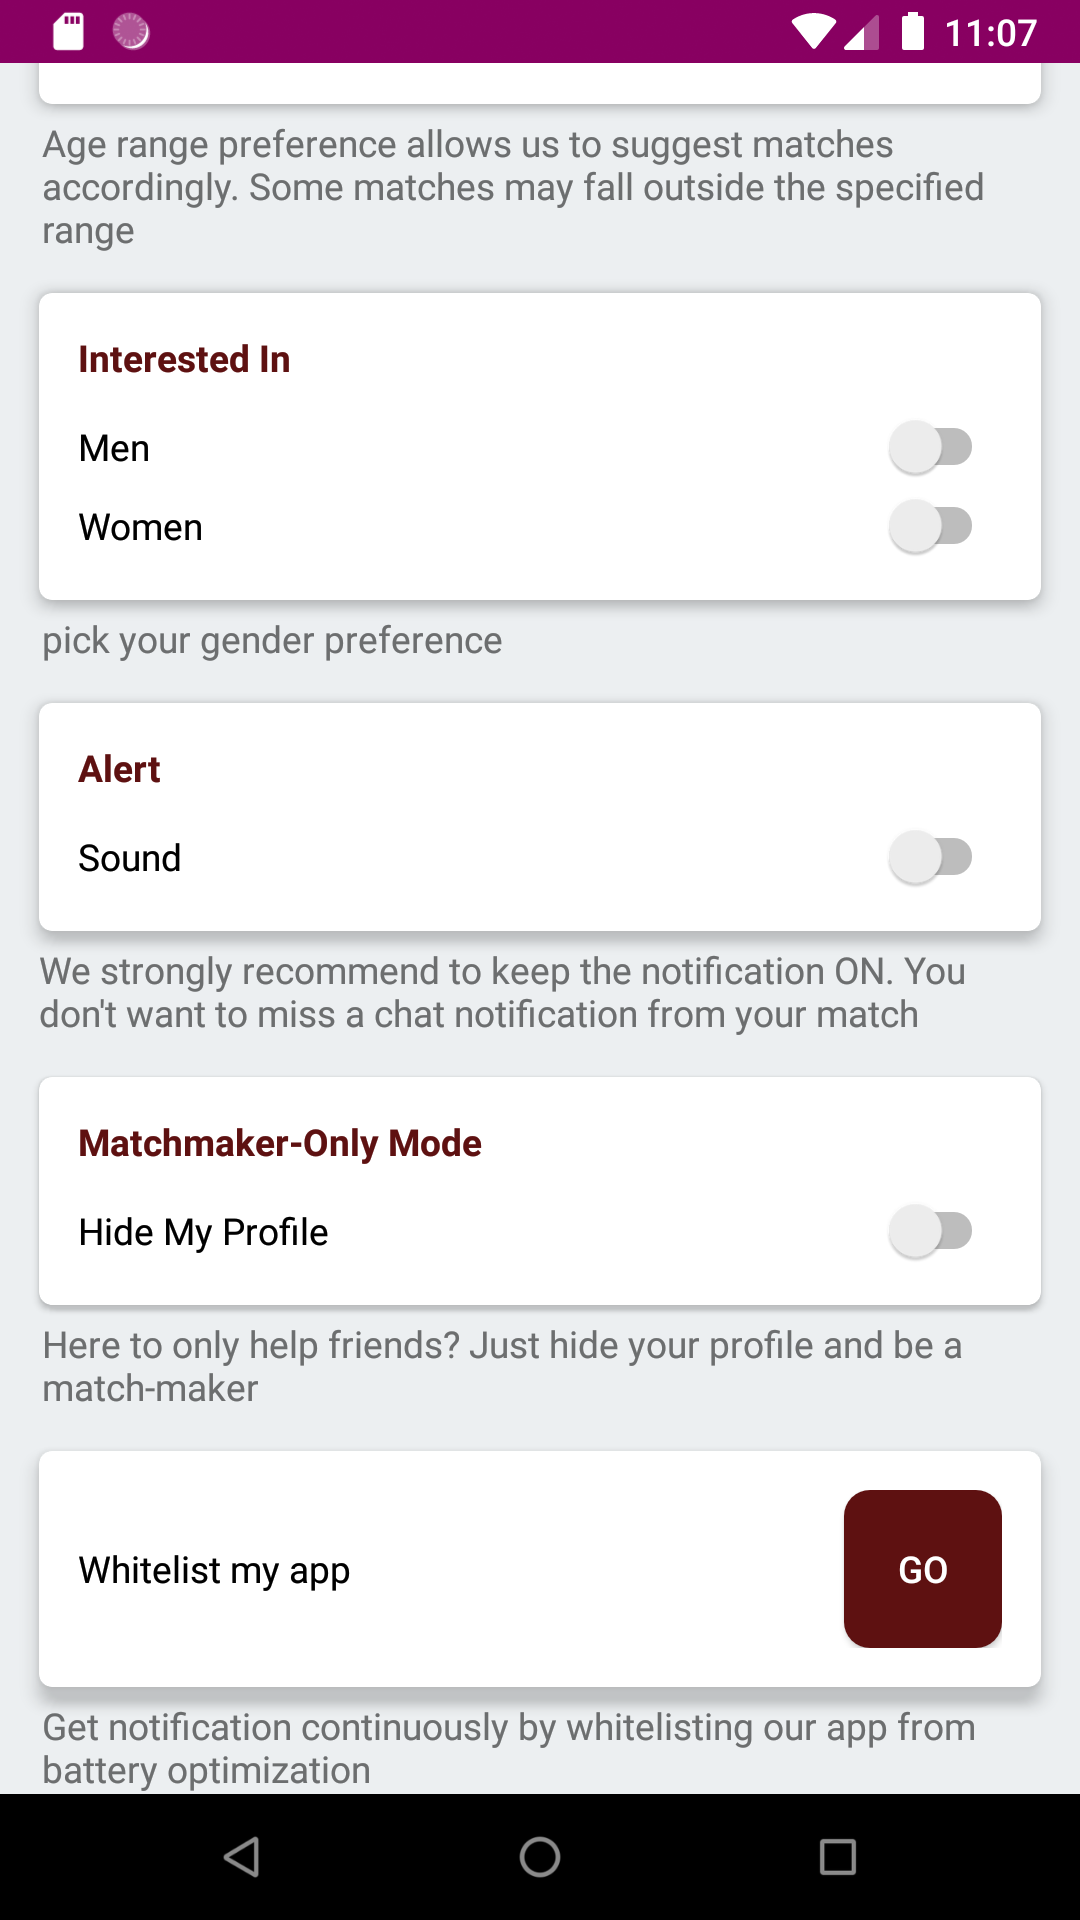 11:07
Age range preference allows us to suggest matches
accordingly. Some matches may fall outside the specified
range
Interested In
Men
Women
pick your gender preference
Alert
Sound
We strongly recommend to keep the notification ON. You
don't want to miss a chat notification from your match
Matchmaker-Only Mode
Hide My Profile
Here to only help friends? Just hide your profile and be a
match-maker
Whitelist my app
GO
Get notification continuously by whitelisting our app from
battery optimization